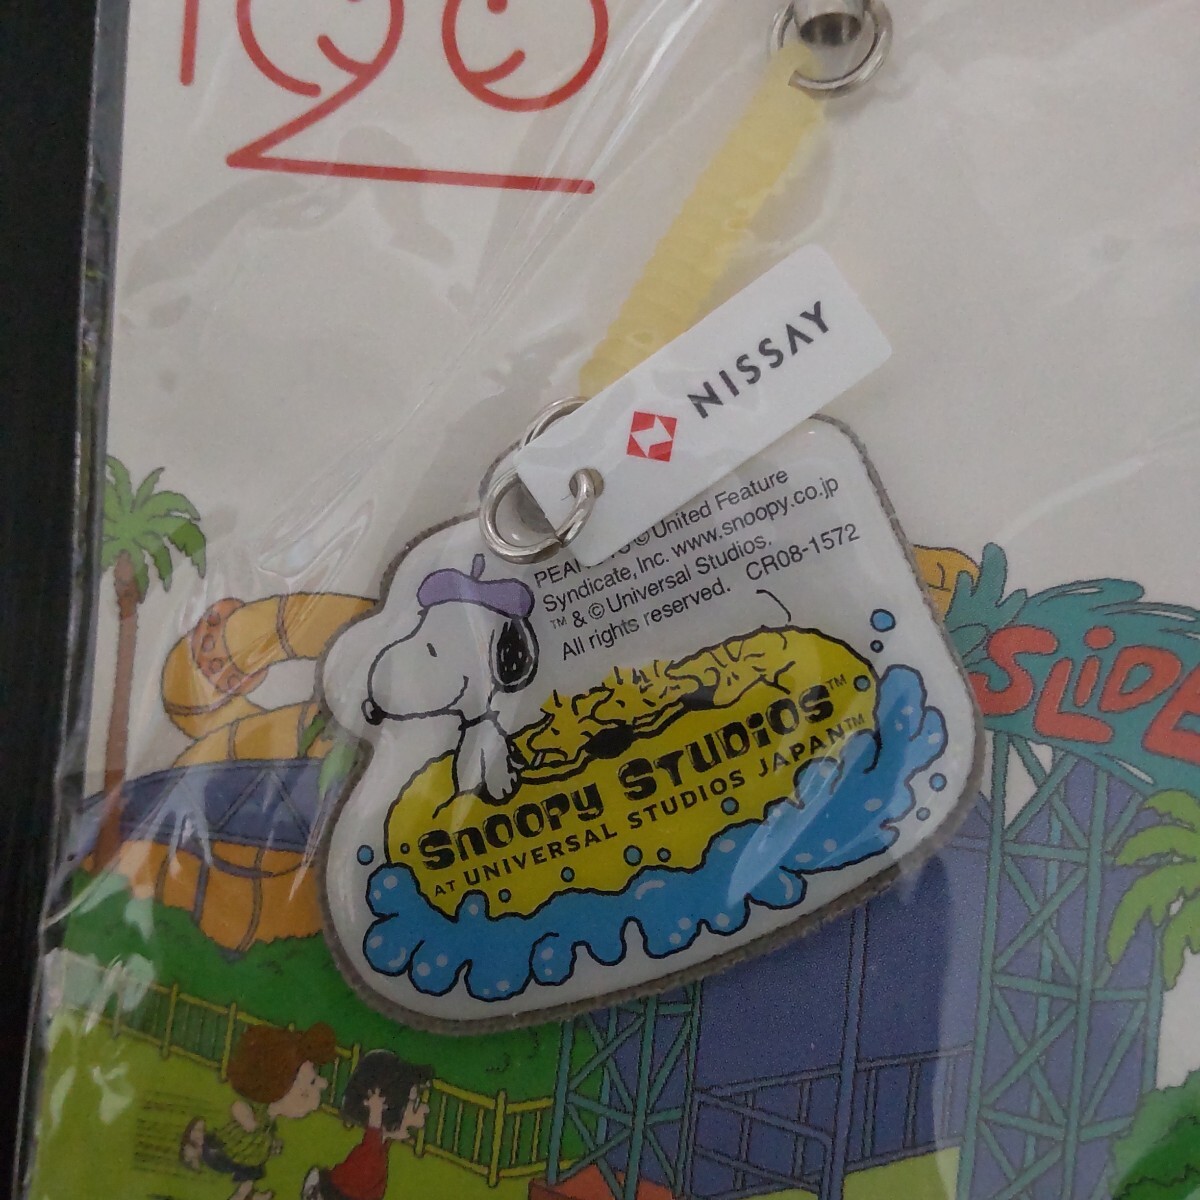 120
NISSAY
© United Feature
Syndicate, Inc. www.snoopy.co.jp
™ & © Universal Studios.
All rights reserved. CR08-1572
SNOOPY STUDIOS™
AT UNIVERSAL STUDIOS JAPAN™
SLIDE